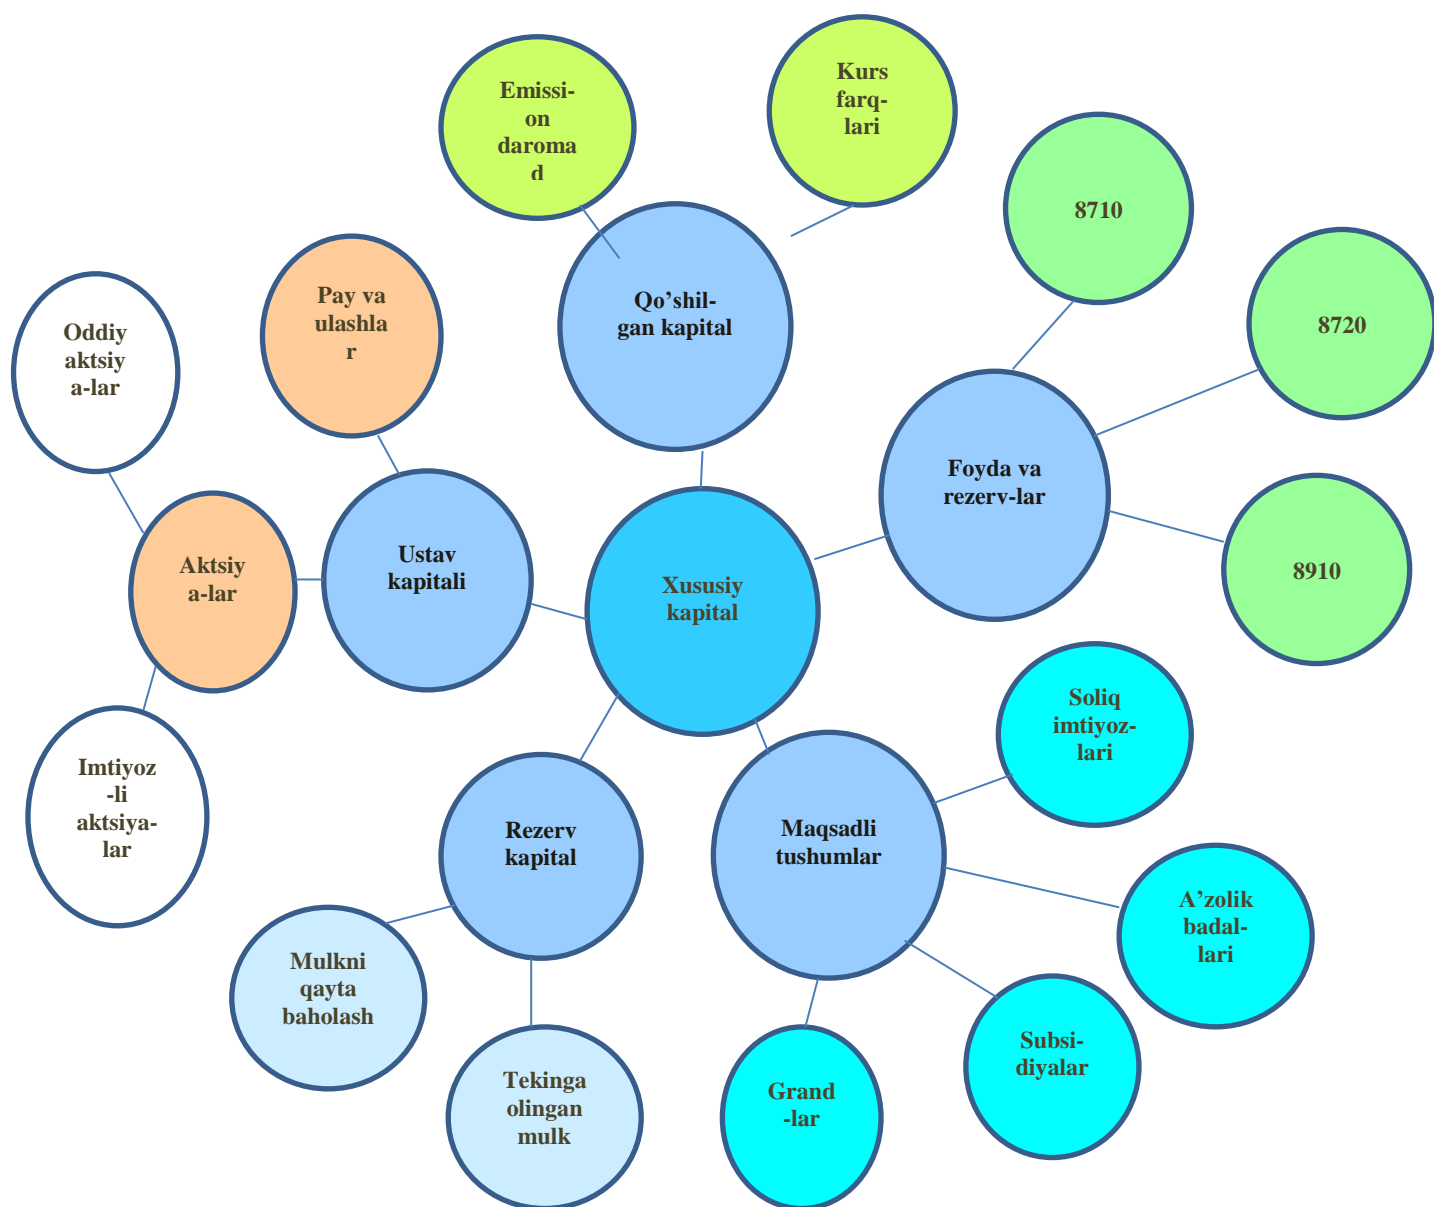 Emissi-
on
daroma
d
Kurs
farq-
lari
8710
8720
Pay va
ulashla
r
Qo’shil-
gan kapital
Oddiy
aktsiy
a-lar
Foyda va
rezerv-lar
Ustav
kapitali
Aktsiy
a-lar
Xususiy
kapital
8910
Soliq
imtiyoz-
lari
Imtiyoz
-li
aktsiya-
lar
Rezerv
kapital
Maqsadli
tushumlar
A’zolik
badal-
lari
Mulkni
qayta
baholash
Subsi-
diyalar
Tekinga
olingan
mulk
Grand
-lar